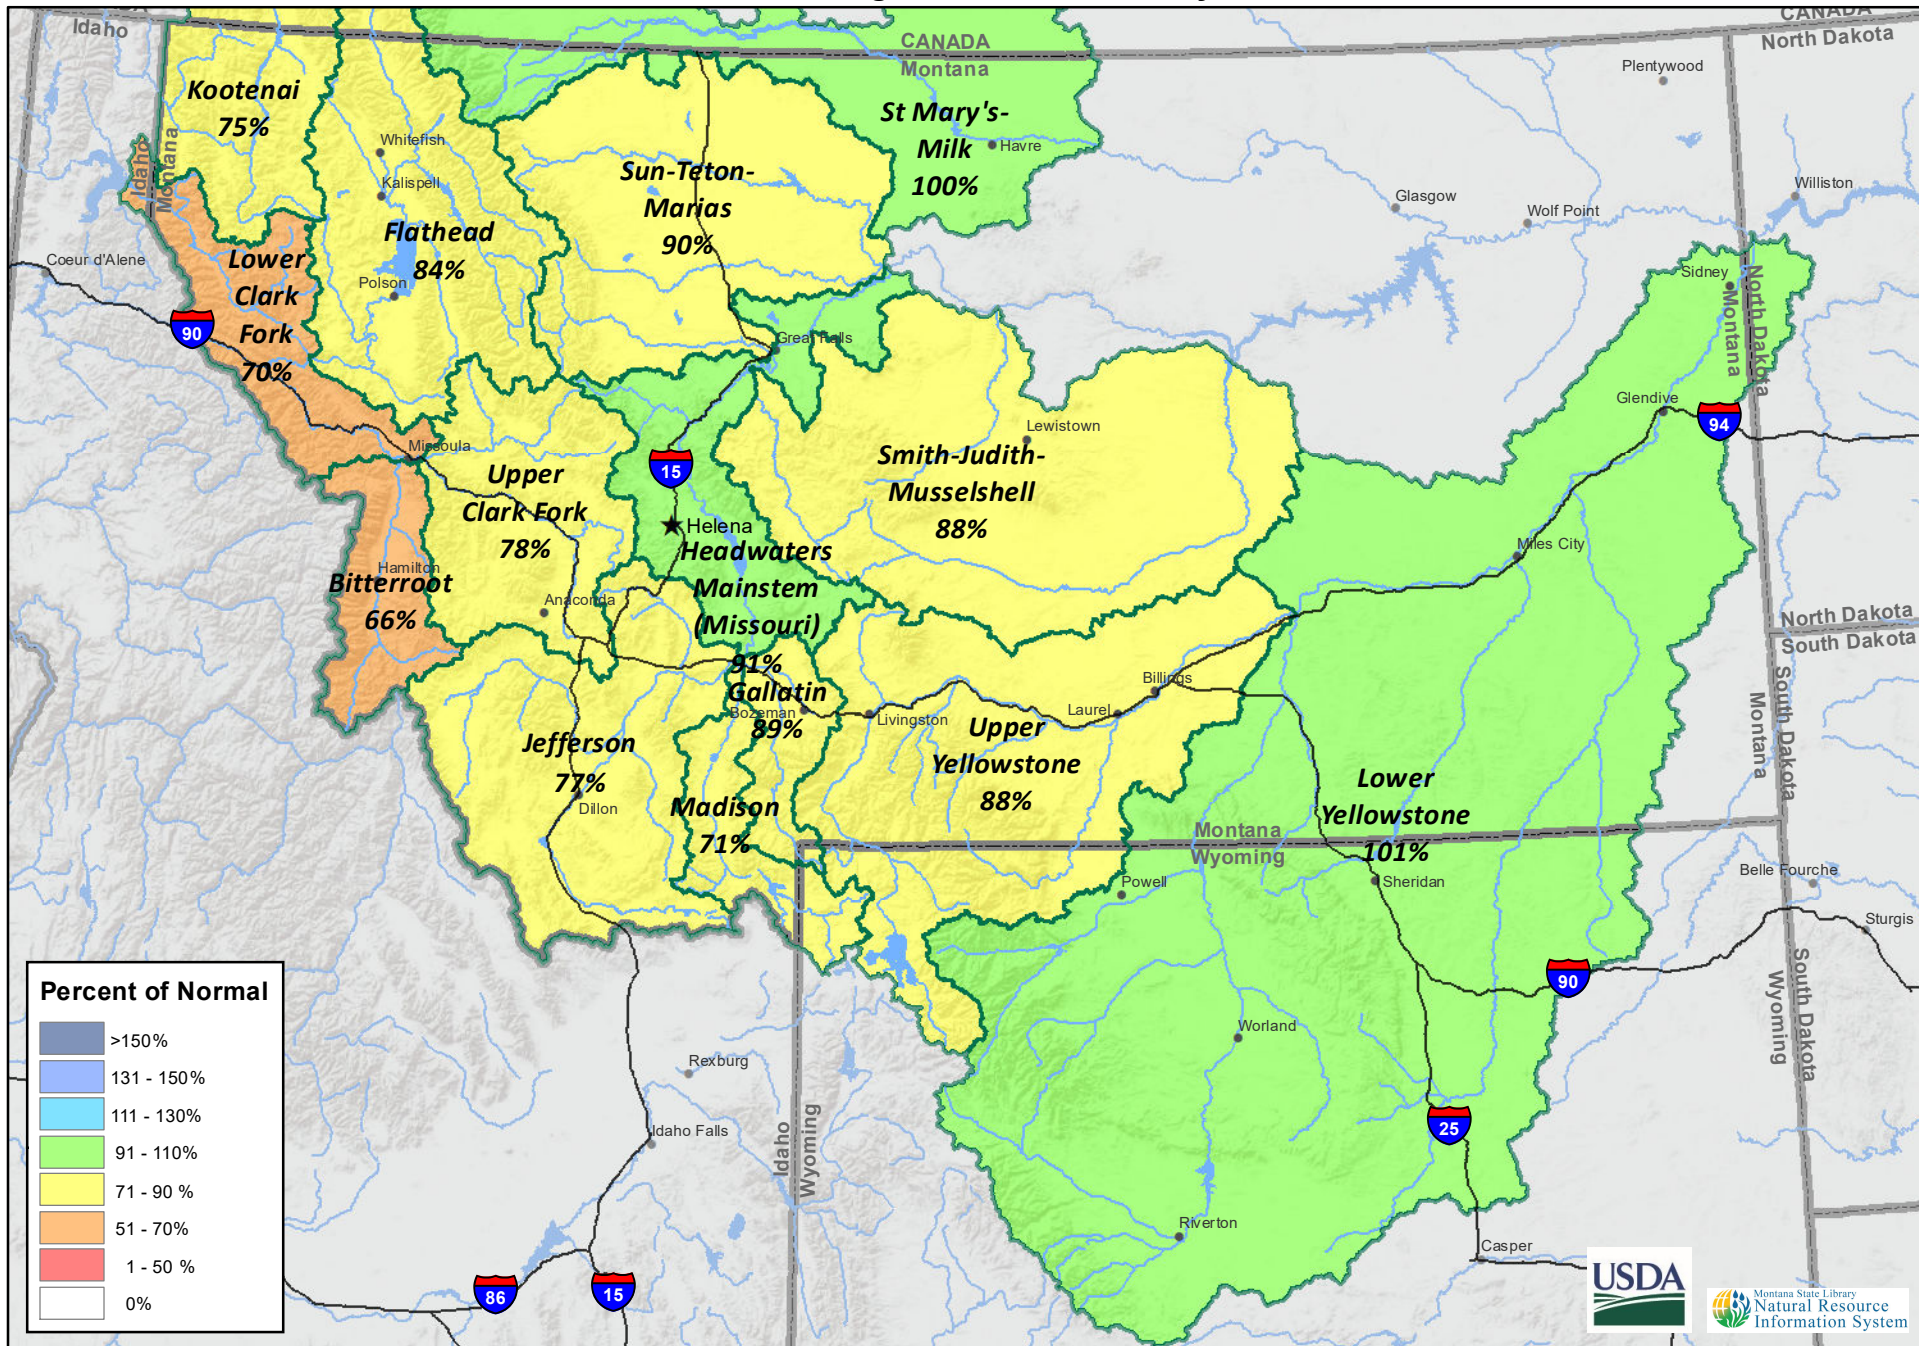 CANADA
Idaho
CANADA
Montana
CANADA
North Dakota
Plentywood
Kootenai
75%
St Mary's-
Milk
100%
Havre
Whitefish
Kalispell
Idaho
Montana
Sun-Teton-
Marias
90%
Glasgow
Wolf Point
Williston
Flathead
84%
Polson
Coeur d'Alene
Lower
Clark
Fork
70%
90
Sidney
North Dakota
Montana
Great Falls
Glendive
94
Missoula
Lewistown
Smith-Judith-
Musselshell
88%
15
Upper
Clark Fork
78%
Helena
Headwaters
Mainstem
(Missouri)
91%
Miles City
Hamilton
Bitterroot
66%
Anaconda
North Dakota
South Dakota
Gallatin
89%
Bozeman
Livingston
Laurel
Billings
Upper
Yellowstone
88%
South Dakota
Montana
Jefferson
77%
Dillon
Madison
71%
Lower
Yellowstone
101%
Montana
Wyoming
Powell
Sheridan
Belle Fourche
Sturgis
South Dakota
Wyoming
90
Percent of Normal
>150%
131 - 150%
111 - 130%
91 - 110%
71 - 90 %
51 - 70%
1 - 50 %
0%
Rexburg
Worland
Idaho Falls
Idaho
Wyoming
25
Riverton
Casper
86
15
USDA
Montana State Library
Natural Resource
Information System